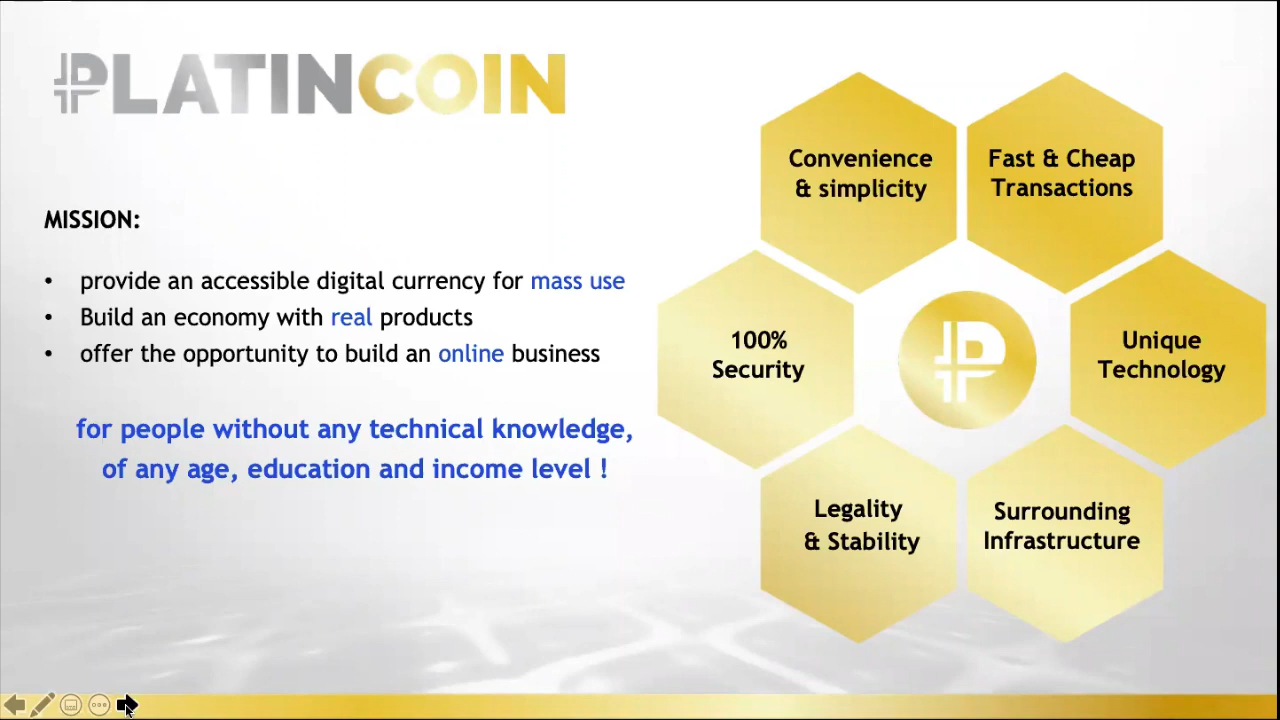 PLATINCOIN
MISSION:
• provide an accessible digital currency for mass use
• Build an economy with real products
• offer the opportunity to build an online business
for people without any technical knowledge,
of any age, education and income level !
Convenience
& simplicity
Fast & Cheap
Transactions
100%
Security
Unique
Technology
Legality
& Stability
Surrounding
Infrastructure